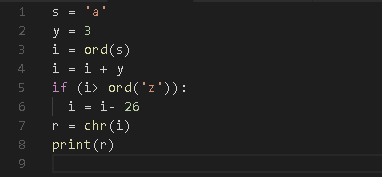 1 s = 'a'
2 y = 3
3 i = ord(s)
4 i = i + y
5 if (i> ord('z')):
6 i = i- 26
7 r = chr(i)
8 print(r)
9